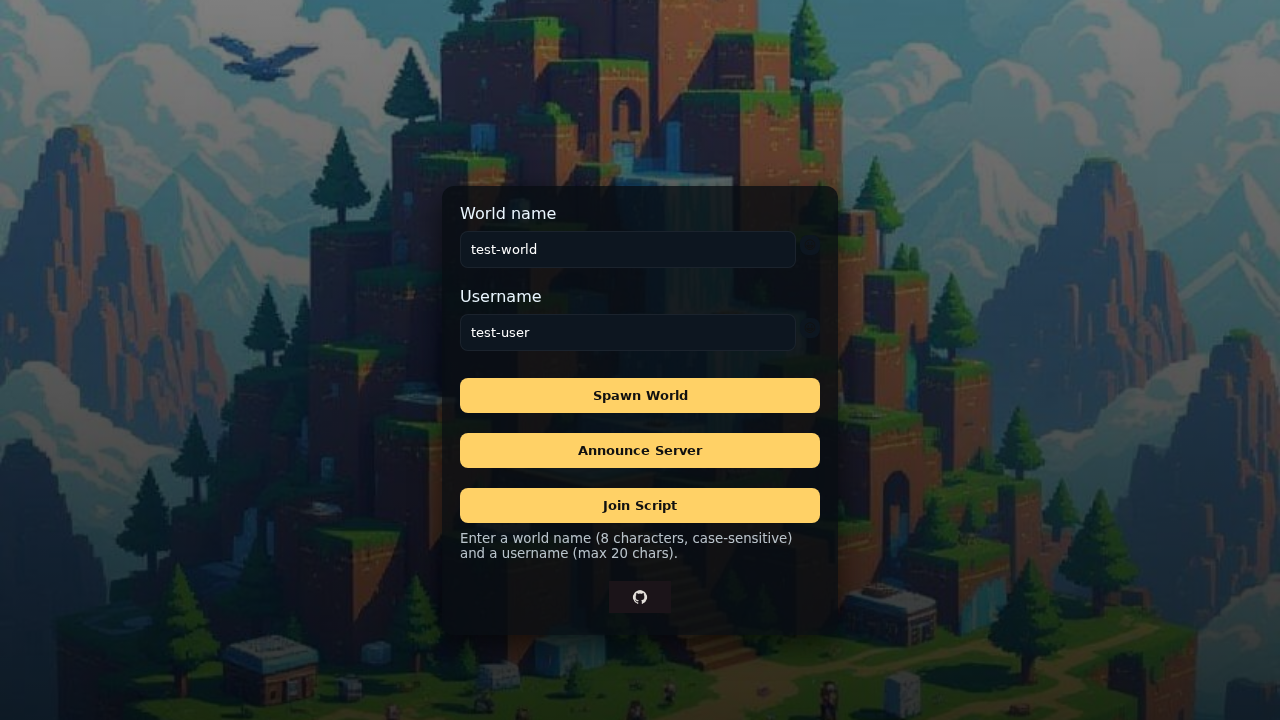 World name
test-world
Username
test-user
Spawn World
Announce Server
Join Script
Enter a world name (8 characters, case-sensitive)
and a username (max 20 chars).